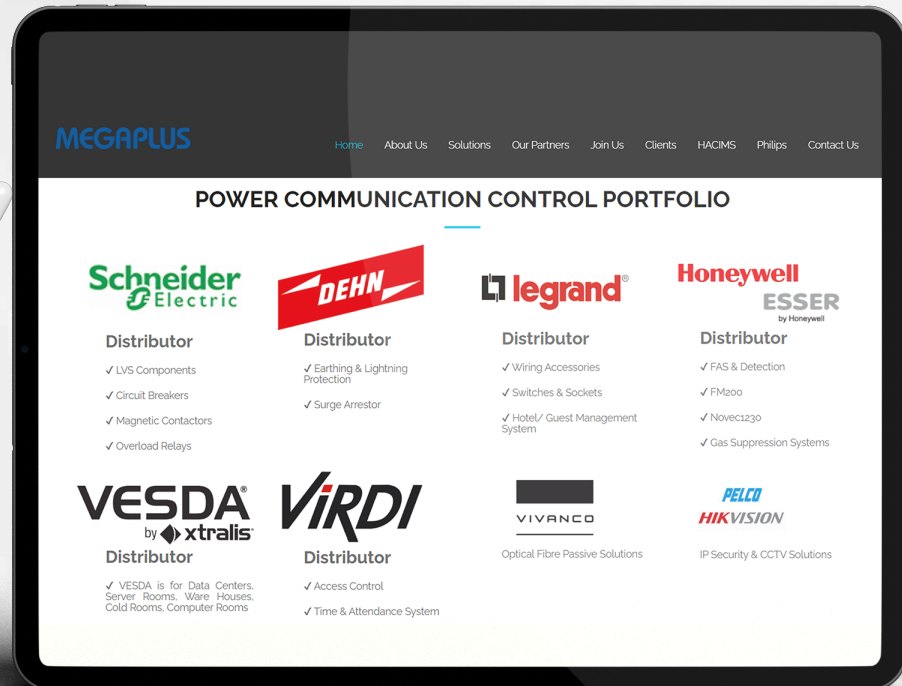 MEGAPLUS
Home About Us Solutions Our Partners Join Us Clients HACIMS Philips Contact Us
POWER COMMUNICATION CONTROL PORTFOLIO
Schneider
Electric
Distributor
✓ LVS Components
✓ Circuit Breakers
✓ Magnetic Contactors
✓ Overload Relays
DEHN
Distributor
✓ Earthing & Lightning
Protection
✓ Surge Arrestor
legrand®
Distributor
✓ Wiring Accessories
✓ Switches & Sockets
✓ Hotel/ Guest Management
System
Honeywell
ESSER
by Honeywell
Distributor
✓ FAS & Detection
✓ FM200
✓ Novec1230
✓ Gas Suppression Systems
VESDA®
by xtralis
Distributor
✓ VESDA is for Data Centers,
Server Rooms, Ware Houses,
Cold Rooms, Computer Rooms
ViRDI
Distributor
✓ Access Control
✓ Time & Attendance System
VIVANCO
Optical Fibre Passive Solutions
PELCO
HIKVISION
IP Security & CCTV Solutions